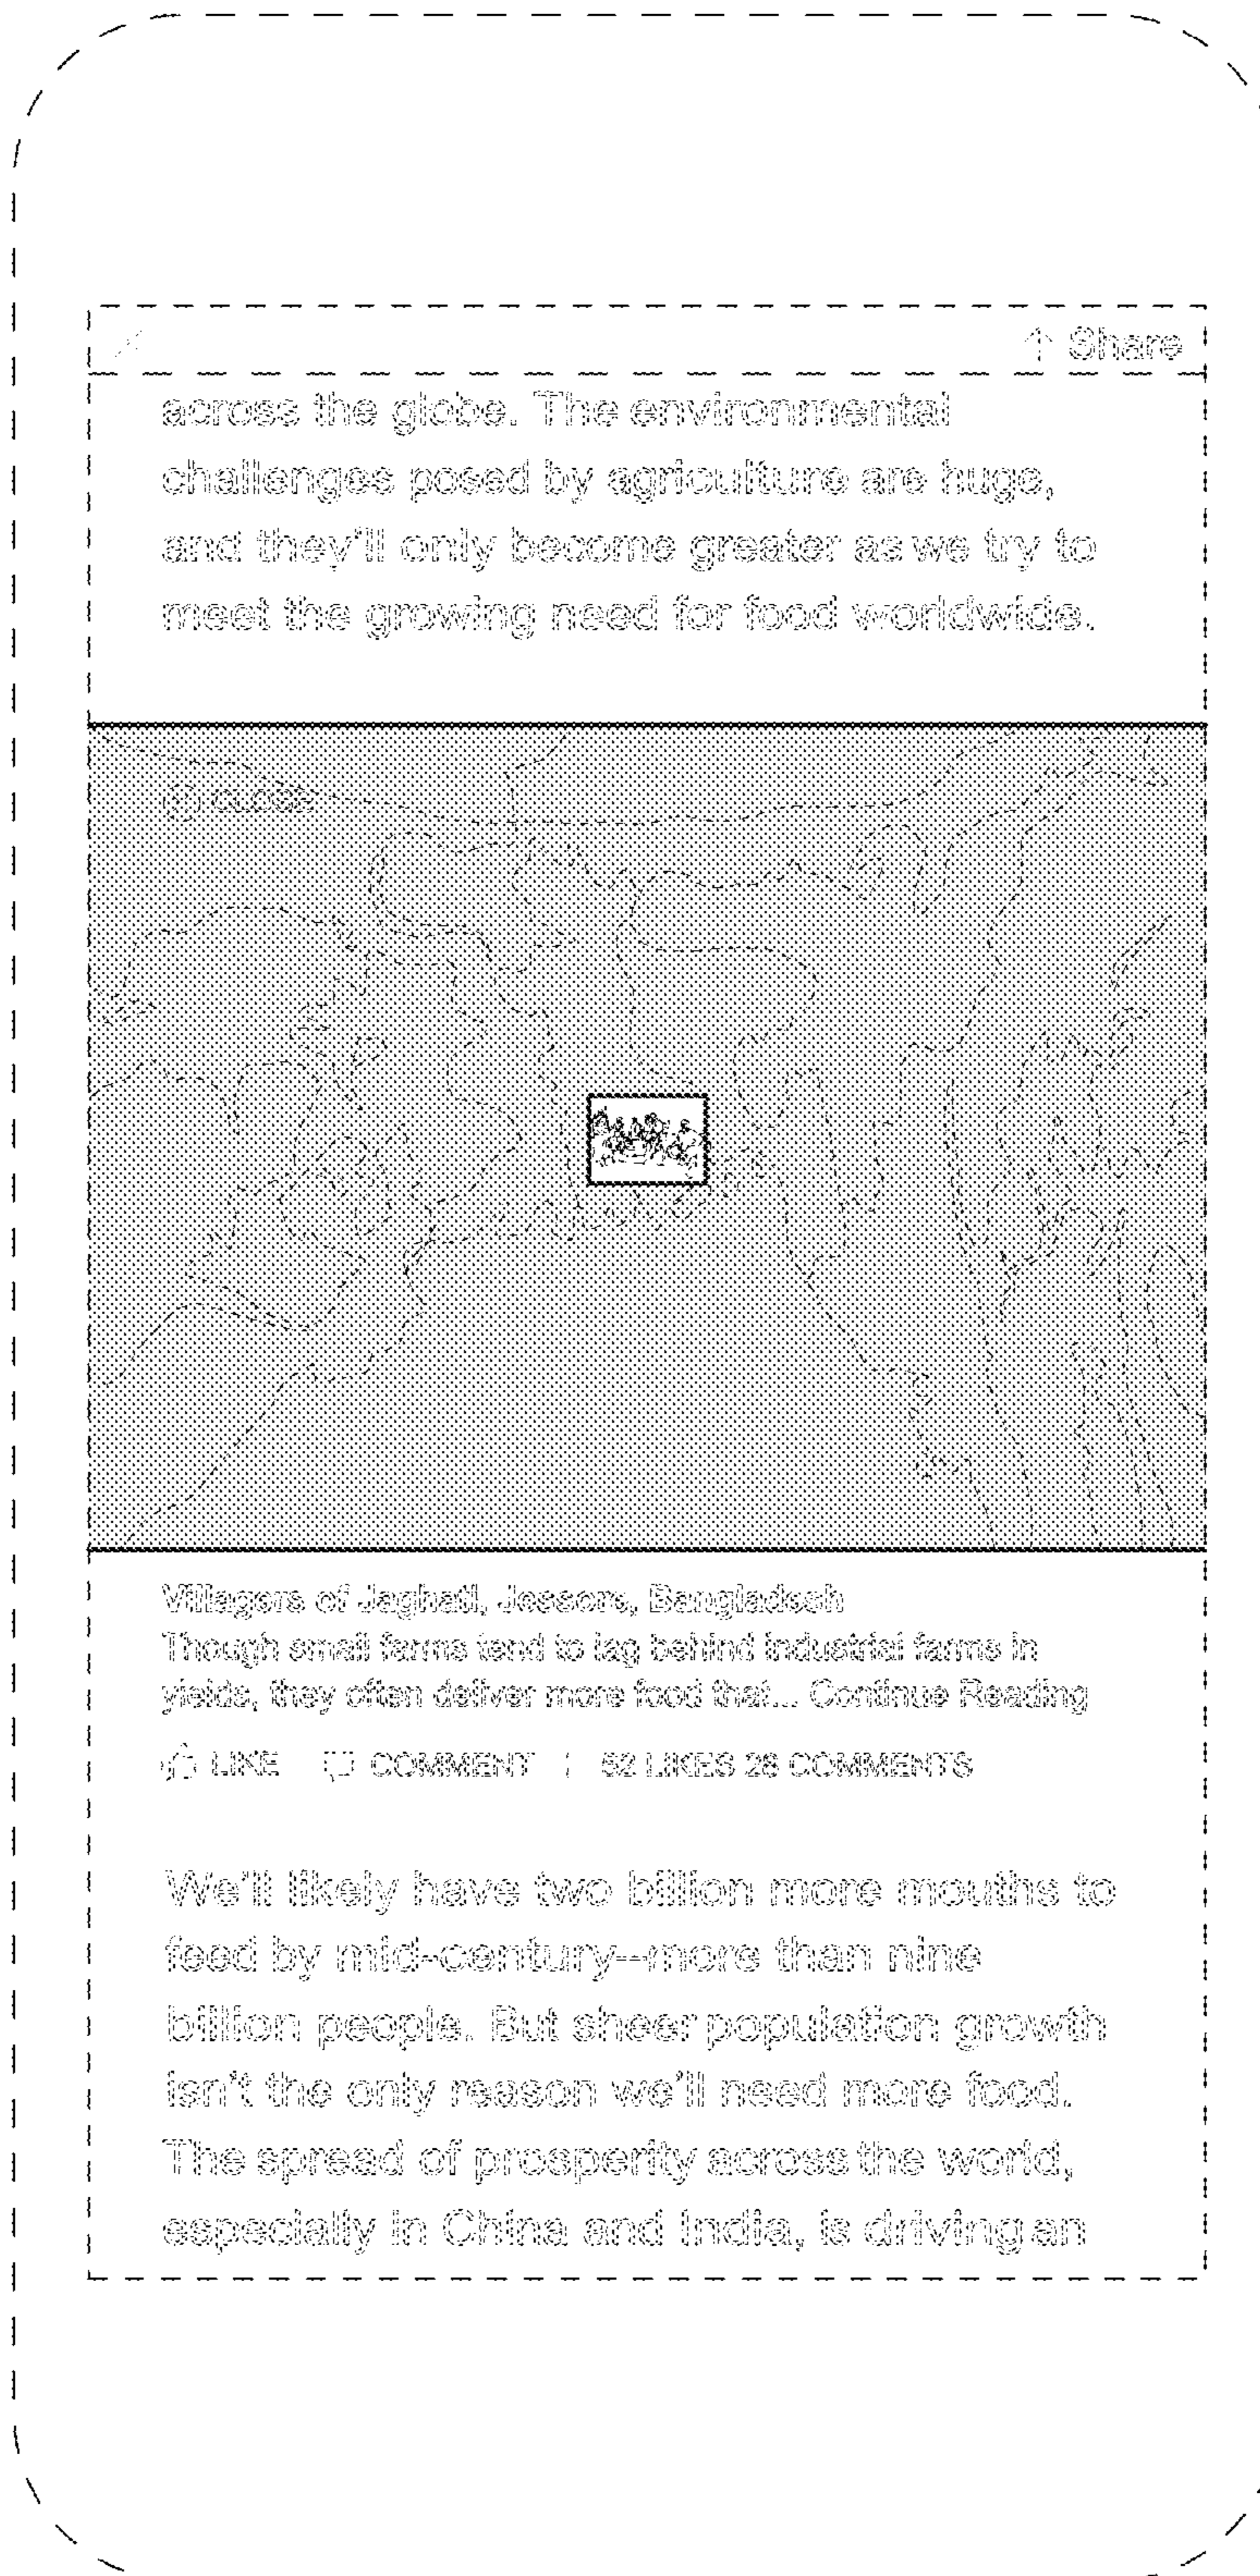 Share
across the globe. The environmental
challenges posed by agriculture are huge,
and they'll only become greater as we try to
meet the growing need for food worldwide.
CLOSE
Villagers of Jaghati, Jessore, Bangladesh
Though small farms tend to lag behind industrial farms in
yields, they often deliver more food that... Continue Reading
LIKE COMMENT | 52 LIKES 26 COMMENTS
We'll likely have two billion more mouths to
feed by mid-century--more than nine
billion people. But sheer population growth
isn't the only reason we'll need more food.
The spread of prosperity across the world,
especially in China and India, is driving an